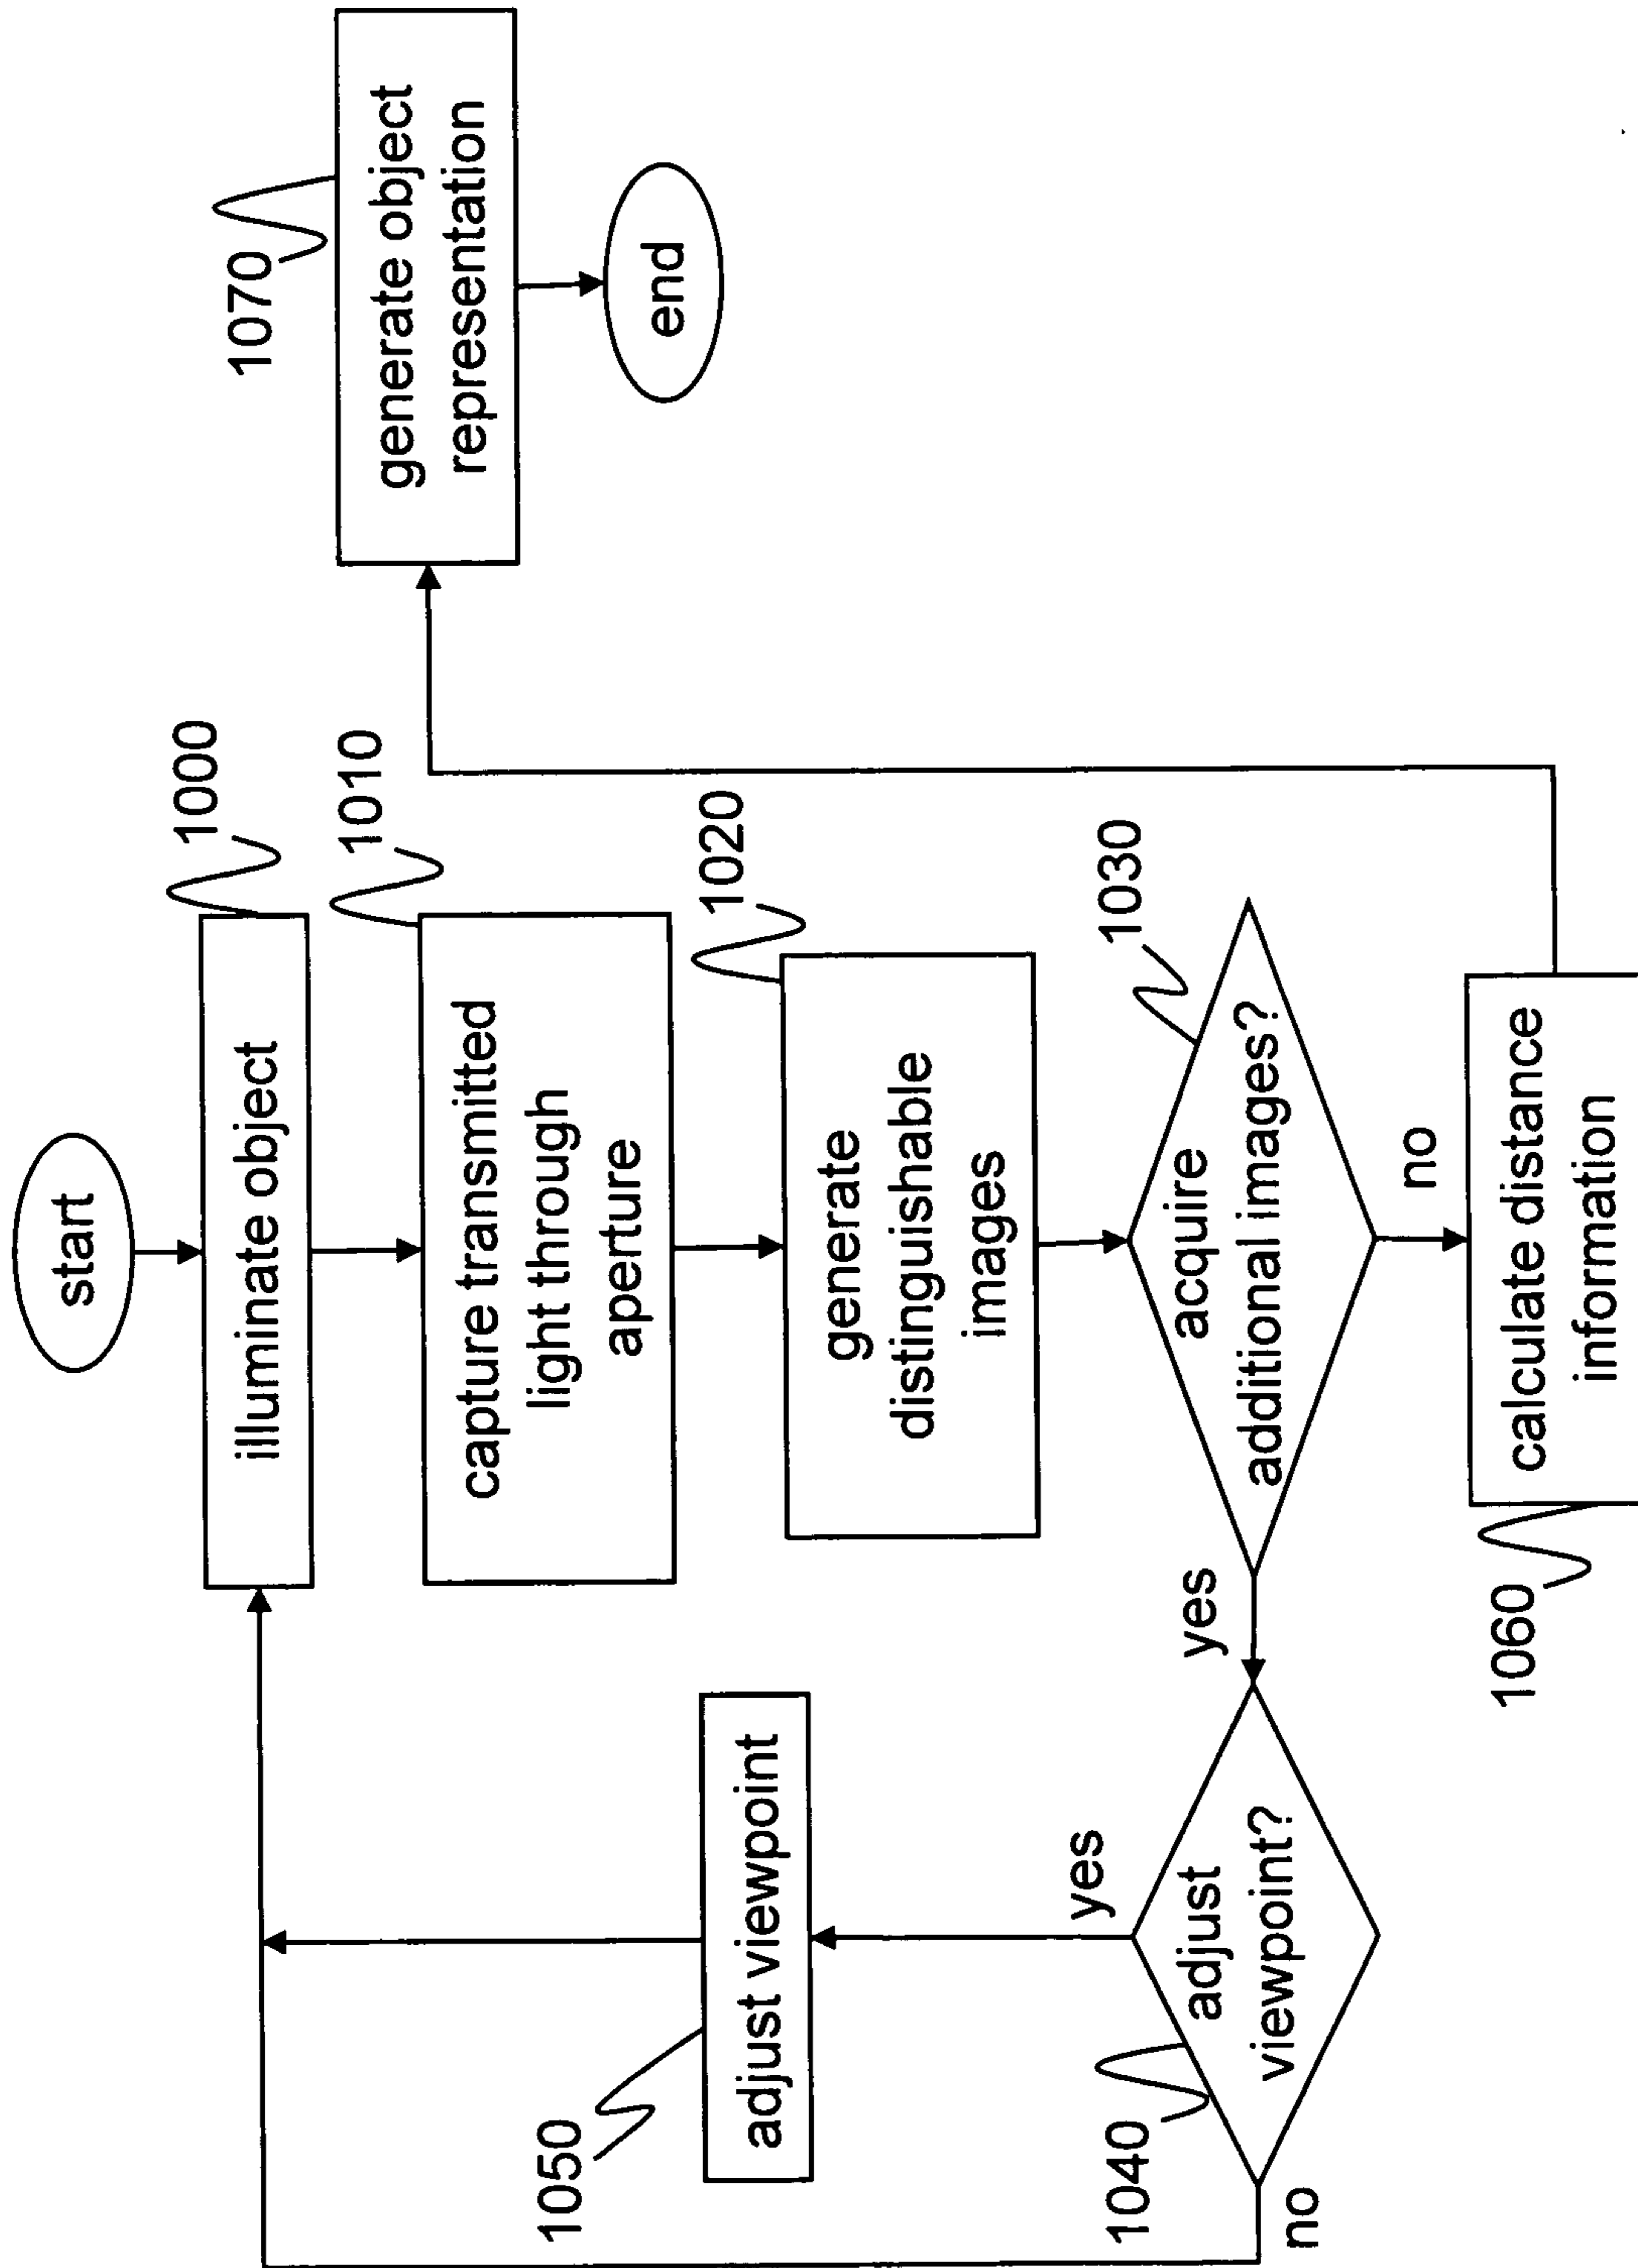 start
1000
illuminate object
1010
capture transmitted
light through
aperture
1020
generate
distinguishable
images
1030
acquire
additional images?
yes
no
1040
adjust
viewpoint?
yes
no
1050
adjust viewpoint
1060
calculate distance
information
1070
generate object
representation
end